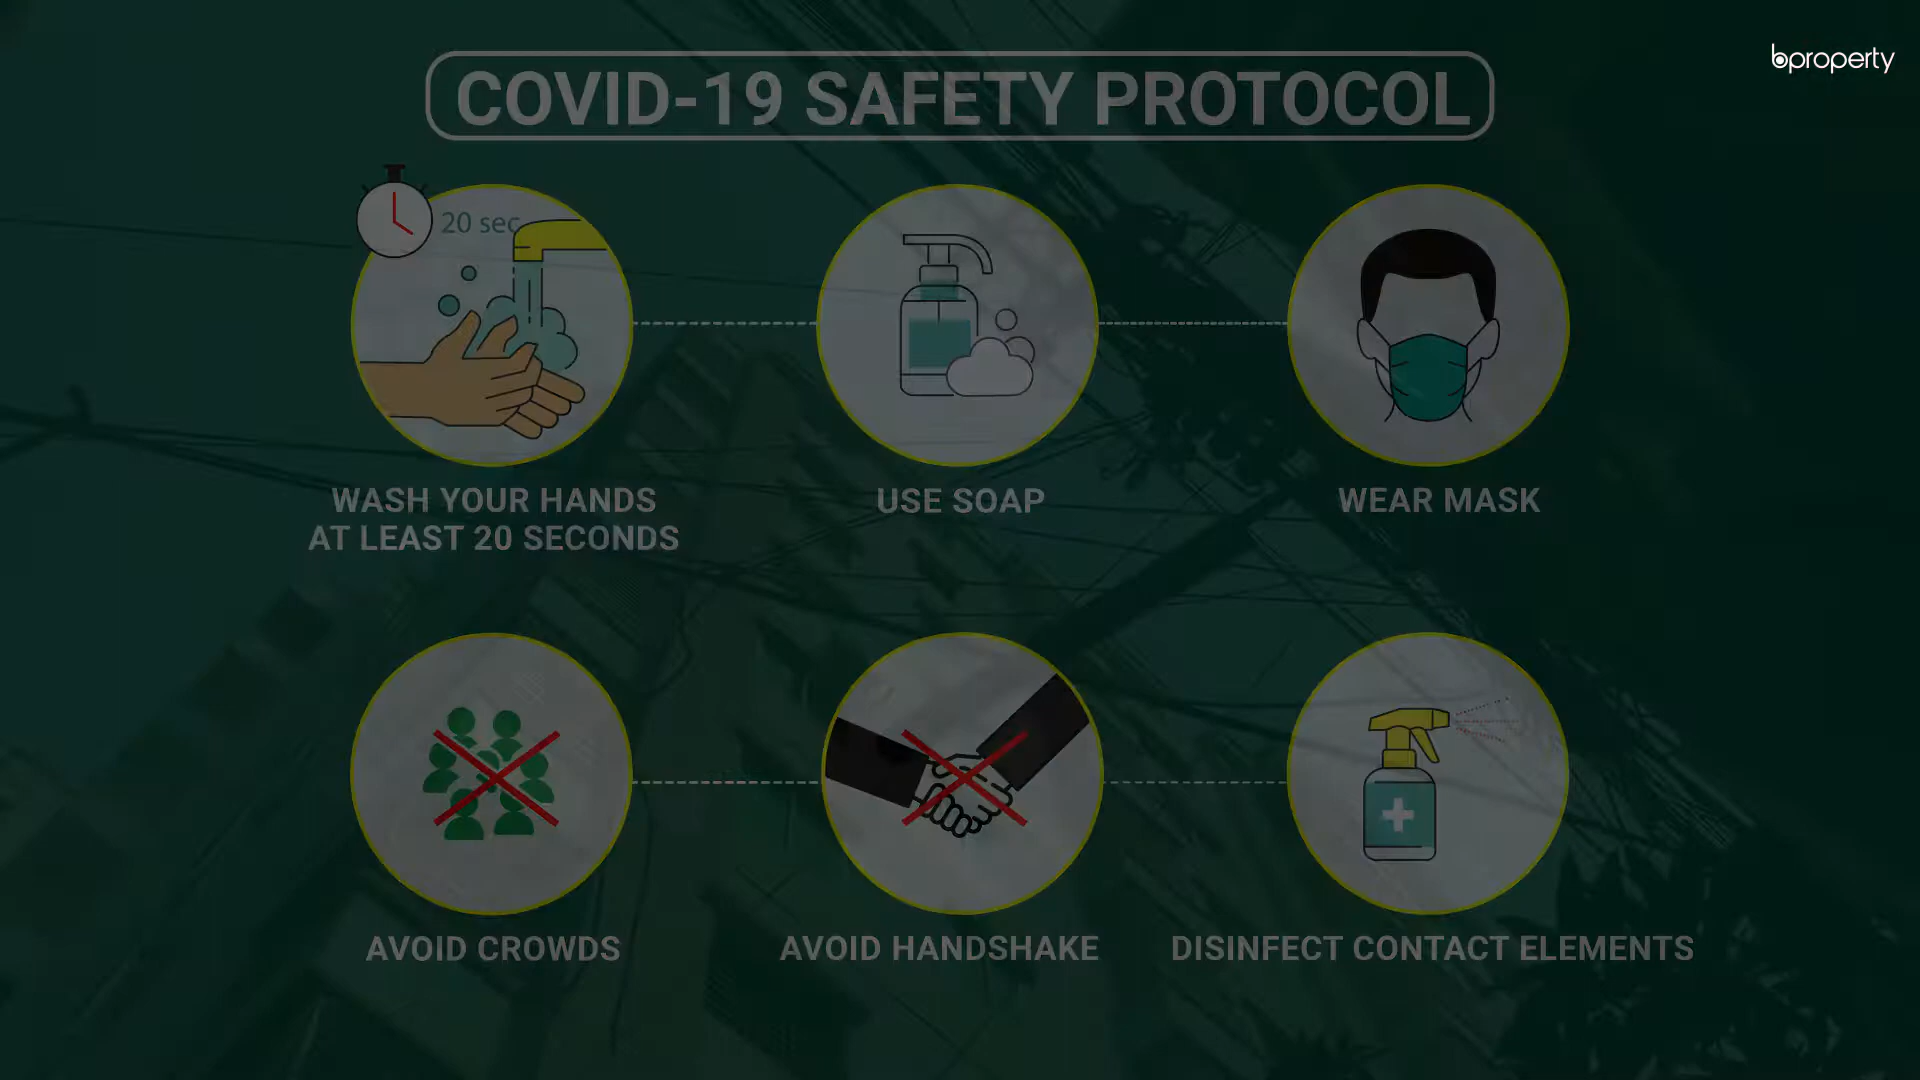 bproperty
COVID-19 SAFETY PROTOCOL
20 sec
WASH YOUR HANDS
AT LEAST 20 SECONDS
USE SOAP
WEAR MASK
AVOID CROWDS
AVOID HANDSHAKE
DISINFECT CONTACT ELEMENTS